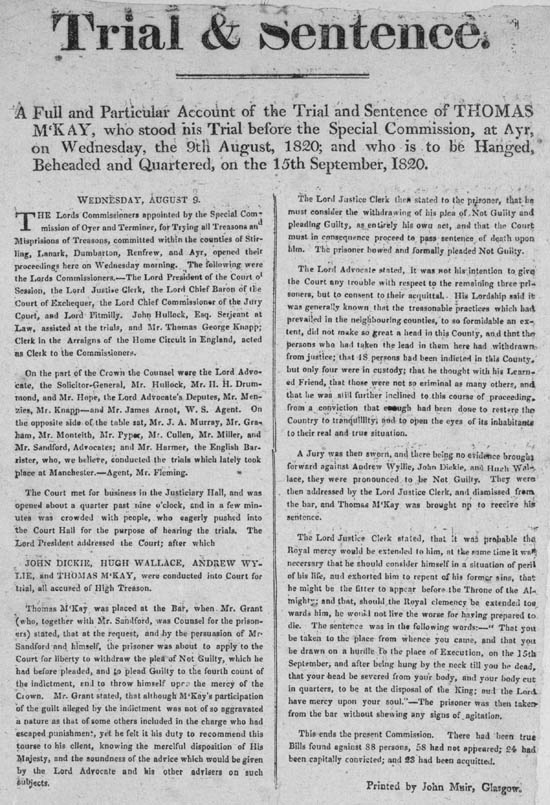 Trial & Sentence.
A Full and Particular Account of the Trial and Sentence of THOMAS
M‘KAY, who stood his Trial before the Special Commission, at Ayr,
on Wednesday, the 9th August, 1820; and who is to be Hanged,
Beheaded and Quartered, on the 15th September, 1820.
WEDNESDAY, AUGUST 9.
THE Lords Commissioners appointed by the Special Com-
mission of Oyer and Terminer, for Trying all Treasons and
Misprisions of Treasons, committed within the counties of Stir-
ling, Lanark, Dumbarton, Renfrew, and Ayr, opened their
proceedings here on Wednesday morning. The following were
the Lords Commissioners.—The Lord President of the Court of
Session, the Lord Justice Clerk, the Lord Chief Baron of the
Court of Exchequer, the Lord Chief Commissioner of the Jury
Court, and Lord Pitmilly. John Hullock, Esq. Serjeant at
Law, assisted at the trials, and Mr. Thomas George Knapp;
Clerk in the Arraigns of the Home Circuit in England, acted
as Clerk to the Commissioners.
On the part of the Crown the Counsel were the Lord Advo-
cate, the Solicitor-General, Mr. Hullock, Mr. H. H. Drum-
mond, and Mr. Hope, the Lord Advocate's Deputes, Mr. Men-
zies, Mr. Knapp—and Mr. James Arnot, W. S. Agent. On
the opposite side of the table sat, Mr. J. A. Murray, Mr. Gra-
ham, Mr. Monteith, Mr. Pyper, Mr. Cullen, Mr. Miller, and
Mr. Sandford, Advocates; and Mr. Harmer, the English Bar-
rister, who, we believe, conducted the trials which lately took
place at Manchester.—Agent, Mr. Fleming.
The Court met for business in the Justiciary Hall, and was
opened about a quarter past nine o'clock, and in a few min-
utes was crowded with people, who eagerly pushed into
the Court Hall for the purpose of hearing the trials. The
Lord President addressed the Court; after which
JOHN DICKIE, HUGH WALLACE, ANDREW WY-
LIE, and THOMAS M‘KAY, were conducted into Court for
trial, all accused of High Treason.
Thomas M‘Kay was placed at the Bar, when Mr. Grant
(who, together with Mr. Sandford, was Counsel for the prison-
ers) stated, that at the request, and by the persuasion of Mr.
Sandford and himself, the prisoner was about to apply to the
Court for liberty to withdraw the plea of Not Guilty, which he
had before pleaded, and to plead Guilty to the fourth count of
the indictment, and to throw himself upon the mercy of the
Crown. Mr. Grant stated, that although M‘Kay's participation
of the guilt alleged by the indictment was not of so aggravated
a nature as that of some others included in the charge who had
escaped punishment, yet he felt it his duty to recommend this
course to his client, knowing the merciful disposition of His
Majesty, and the soundness of the advice which would be given
by the Lord Advocate and his other advisers on such
subjects.
The Lord Justice Clerk then stated to the prisoner, that he
must consider the withdrawing of his plea of Not Guilty and
pleading Guilty, as entirely his own act, and that the Court
must in consequence proceed to pass sentence of death upon
him. The prisoner bowed and formally pleaded Not Guilty.
The Lord Advocate stated, it was not his intention to give
the Court any trouble with respect to the remaining three pri-
soners, but to consent to their acquittal. His Lordship said it
was generally known that the treasonable practices which had
prevailed in the neighbouring counties, to so formidable an ex-
tent, did not make so great a head in this County, and that the
persons who had taken the lead in them here had withdrawn
from justice; that 18 persons had been indicted in this County,
but only four were in custody; that he thought with his Learn-
ed Friend, that those were not so criminal as many others, and
that he was still further inclined to this course of proceeding,
from a conviction that enough had been done to restore the
Country to tranquillity; and to open the eyes of its inhabitants
to their real and true situation.
A Jury was then sworn, and there being no evidence brought
forward against Andrew Wyllie, John Dickie, and Hugh Wal-
lace, they were pronounced to be Not Guilty. They were
then addressed by the Lord Justice Clerk, and dismissed from
the bar, and Thomas M‘Kay was brought up to receive his
sentence.
The Lord Justice Clerk stated, that it was probable the
Royal mercy would be extended to him, at the same time it was
necessary that he should consider himself in a situation of peril
of his life, and exhorted him to repent of his former sins, that
he might be the fitter to appear before the Throne of the Al-
mighty; and that, should the Royal clemency be extended to-
wards him, he would not live the worse for having prepared to
die. The sentence was in the following words:—“ That you
be taken to the place from whence you came, and that you
be drawn on a hurdle to the place of Execution, on the 15th
September, and after being hung by the neck till you be dead,
that your head be severed from your body, and your body cut
in quarters, to be at the disposal of the King; and the Lord
have mercy upon your soul.”—The prisoner was then taken
from the bar without shewing any signs of agitation.
This ends the present Commission. There had been true
Bills found against 88 persons, 58 had not appeared; 24 had
been capitally convicted; and 23 had been acquitted.
Printed by John Muir, Glasgow.